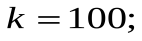 k = 100;